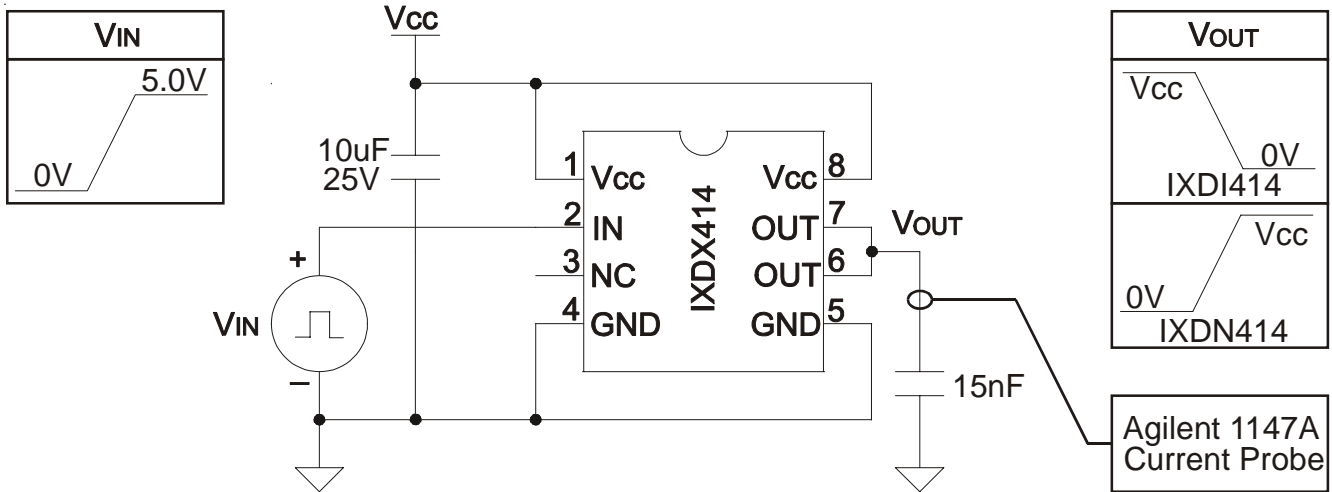 VIN
5.0V
0V
Vcc
10uF
25V
1
Vcc
2
IN
3
NC
4
GND
IXDX414
8
Vcc
7
OUT
6
OUT
5
GND
+
VIN
−
VOUT
15nF
VOUT
Vcc
0V
IXDI414
Vcc
0V
IXDN414
Agilent 1147A
Current Probe